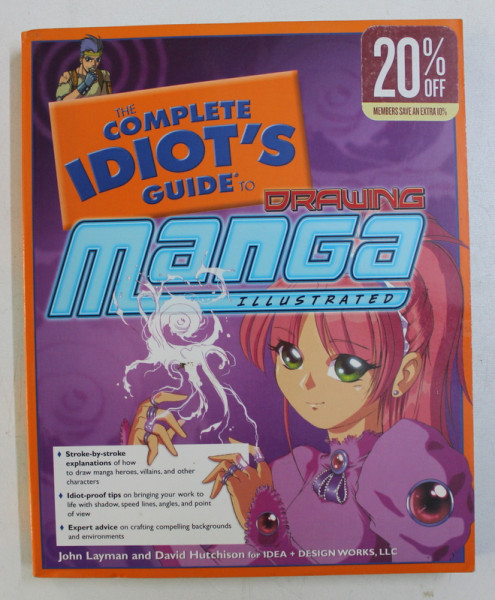 THE
COMPLETE
IDIOT'S
GUIDE® TO
DRAWING
manga
ILLUSTRATED
20% OFF
MEMBERS SAVE AN EXTRA 10%
♦ Stroke-by-stroke
explanations of how
to draw manga heroes, villains, and other
characters
♦ Idiot-proof tips on bringing your work to
life with shadow, speed lines, angles, and point
of view
♦ Expert advice on crafting compelling backgrounds
and environments
John Layman and David Hutchison for IDEA + DESIGN WORKS, LLC